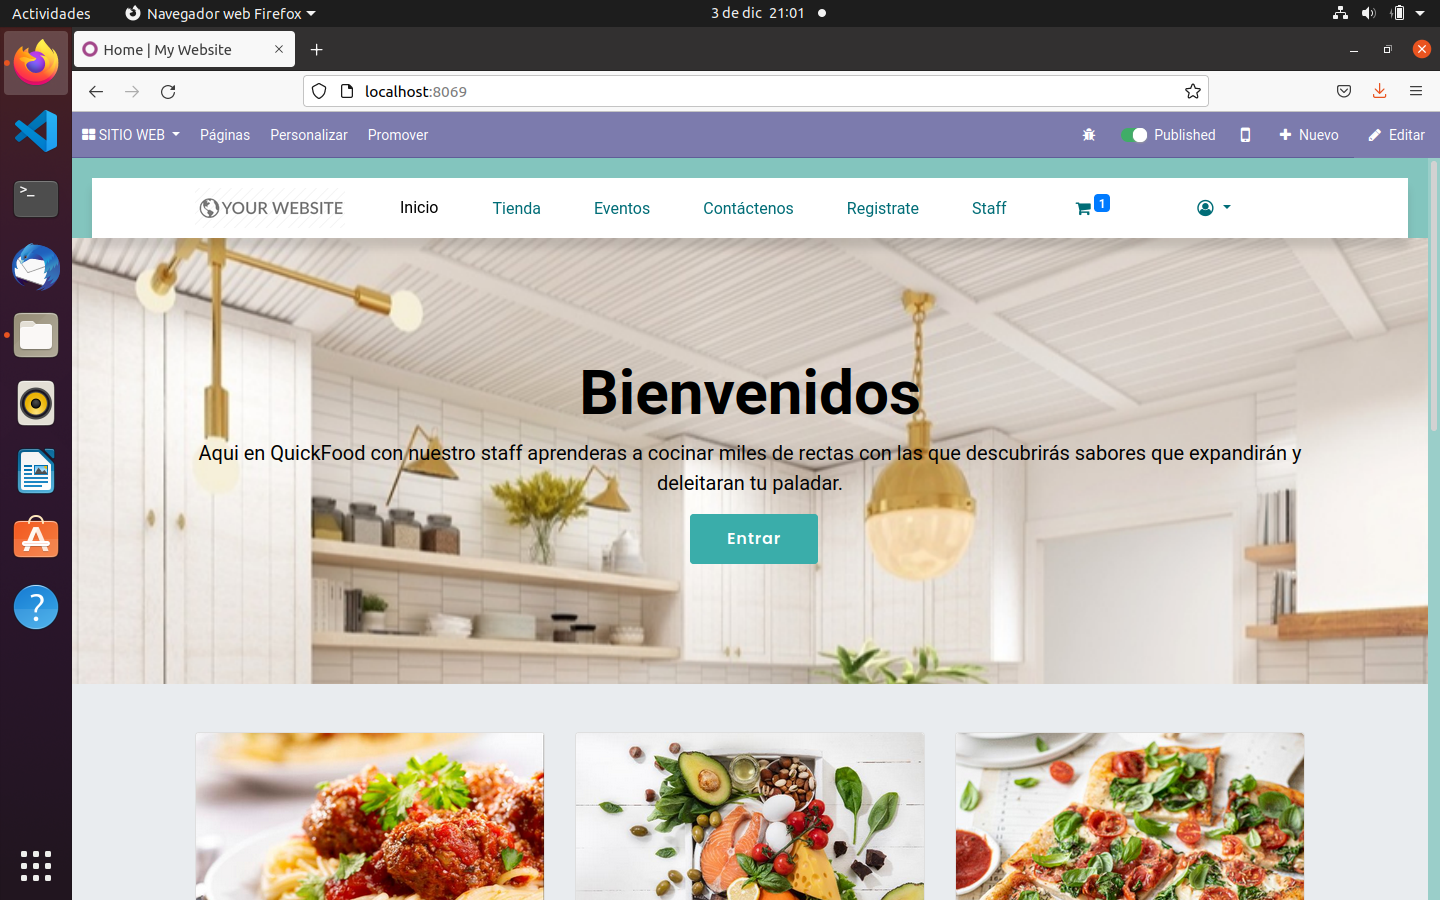 Actividades
Navegador web Firefox
3 de dic 21:01
Home | My Website
localhost:8069
SITIO WEB
Páginas
Personalizar
Promover
Published
Nuevo
Editar
YOUR WEBSITE
Inicio
Tienda
Eventos
Contáctenos
Registrate
Staff
1
Bienvenidos
Aqui en QuickFood con nuestro staff aprenderas a cocinar miles de rectas con las que descubrirás sabores que expandirán y
deleitaran tu paladar.
Entrar